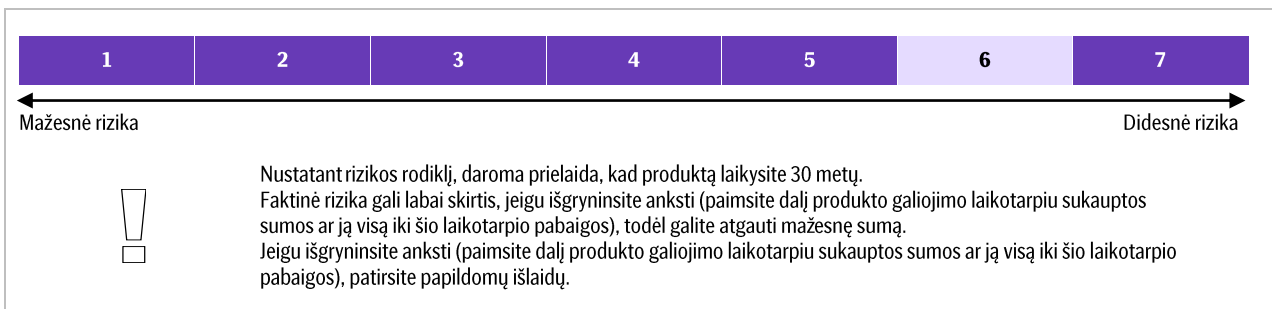 1 2 3 4 5 6 7
Mažesnė rizika Didesnė rizika
Nustatant rizikos rodiklį, daroma prielaida, kad produktą laikysite 30 metų.
Faktinė rizika gali labai skirtis, jeigu išgryninsite anksti (paimsite dalį produkto galiojimo laikotarpiu sukauptos
sumos ar ją visą iki šio laikotarpio pabaigos), todėl galite atgauti mažesnę sumą.
Jeigu išgryninsite anksti (paimsite dalį produkto galiojimo laikotarpiu sukauptos sumos ar ją visą iki šio laikotarpio
pabaigos), patirsite papildomų išlaidų.